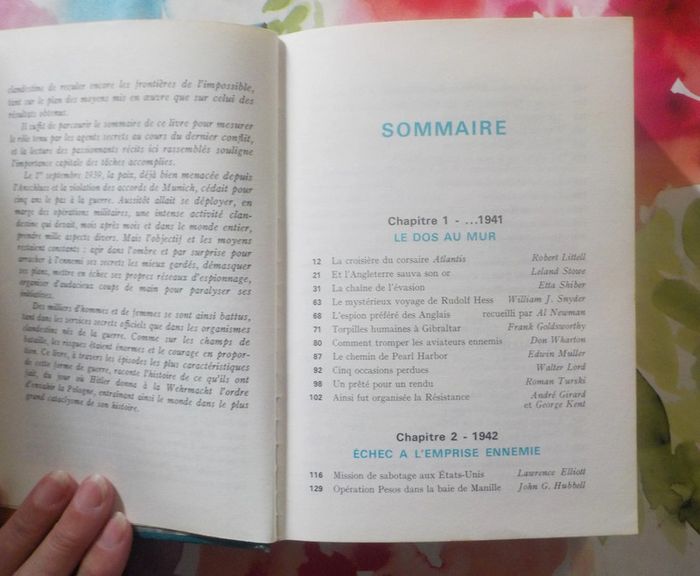 clandestine de reculer encore les frontières de l'impossible,
tant sur le plan des moyens mis en œuvre que sur celui des
résultats obtenus.
Il suffit de parcourir le sommaire de ce livre pour mesurer
le rôle tenu par les agents secrets au cours du dernier conflit,
et la lecture des passionnants récits ici rassemblés souligne
l'importance capitale des tâches accomplies.
Le 1er septembre 1939, la paix, déjà bien menacée depuis
l'Anschluss et la violation des accords de Munich, cédait pour
cinq ans le pas à la guerre. Aussitôt allait se déployer, en
marge des opérations militaires, une intense activité clan-
destine qui devait, mois après mois et dans le monde entier,
prendre mille aspects divers. Mais l'objectif et les moyens
restaient constants : agir dans l'ombre et par surprise pour
arracher à l'ennemi ses secrets les mieux gardés, démasquer
ses plans, mettre en échec ses propres réseaux d'espionnage,
organiser d'audacieux coups de main pour paralyser ses
initiatives.
Des milliers d'hommes et de femmes se sont ainsi battus,
tant dans les services secrets officiels que dans les organismes
clandestins nés de la guerre. Comme sur les champs de
bataille, les risques étaient énormes et le courage en propor-
tion. Ce livre, à travers les épisodes les plus caractéristiques
de cette forme de guerre, raconte l'histoire de ce qu'ils ont
fait, du jour où Hitler donna à la Wehrmacht l'ordre
d'envahir la Pologne, entraînant ainsi le monde dans le plus
grand cataclysme de son histoire.
SOMMAIRE
Chapitre 1 - ...1941
LE DOS AU MUR
12 La croisière du corsaire Atlantis Robert Littell
21 Et l'Angleterre sauva son or Leland Stowe
31 La chaîne de l'évasion Etta Shiber
63 Le mystérieux voyage de Rudolf Hess William J. Snyder
68 L'espion préféré des Anglais recueilli par Al Newman
71 Torpilles humaines à Gibraltar Frank Goldsworthy
80 Comment tromper les aviateurs ennemis Don Wharton
87 Le chemin de Pearl Harbor Edwin Muller
92 Cinq occasions perdues Walter Lord
98 Un prêté pour un rendu Roman Turski
102 Ainsi fut organisée la Résistance André Girard
et George Kent
Chapitre 2 - 1942
ÉCHEC A L'EMPRISE ENNEMIE
116 Mission de sabotage aux États-Unis Lawrence Elliott
129 Opération Pesos dans la baie de Manille John G. Hubbell